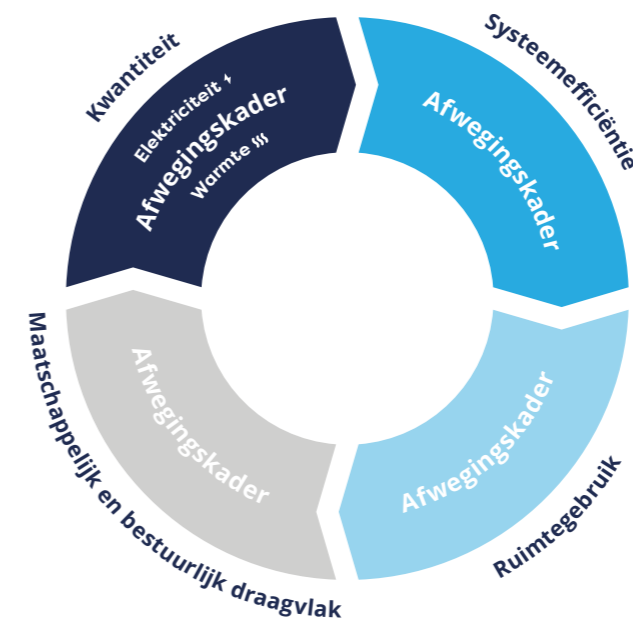 Kwantiteit
Elektriciteit
Afwegingskader
Warmte
Systeemefficiëntie
Afwegingskader
Ruimtegebruik
Afwegingskader
Maatschappelijk en bestuurlijk draagvlak
Afwegingskader